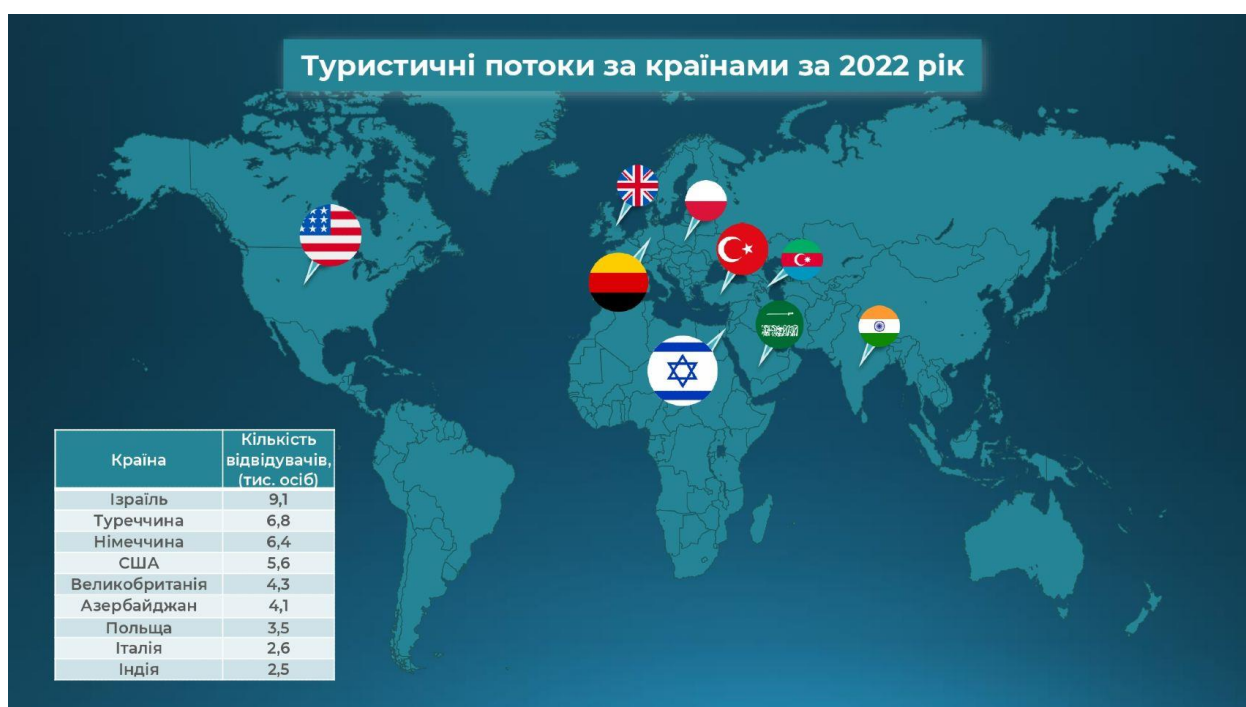 Туристичні потоки за країнами за 2022 рік
Країна
Кількість
відвідувачів,
(тис. осіб)
Ізраїль 9,1
Туреччина 6,8
Німеччина 6,4
США 5,6
Великобританія 4,3
Азербайджан 4,1
Польща 3,5
Італія 2,6
Індія 2,5